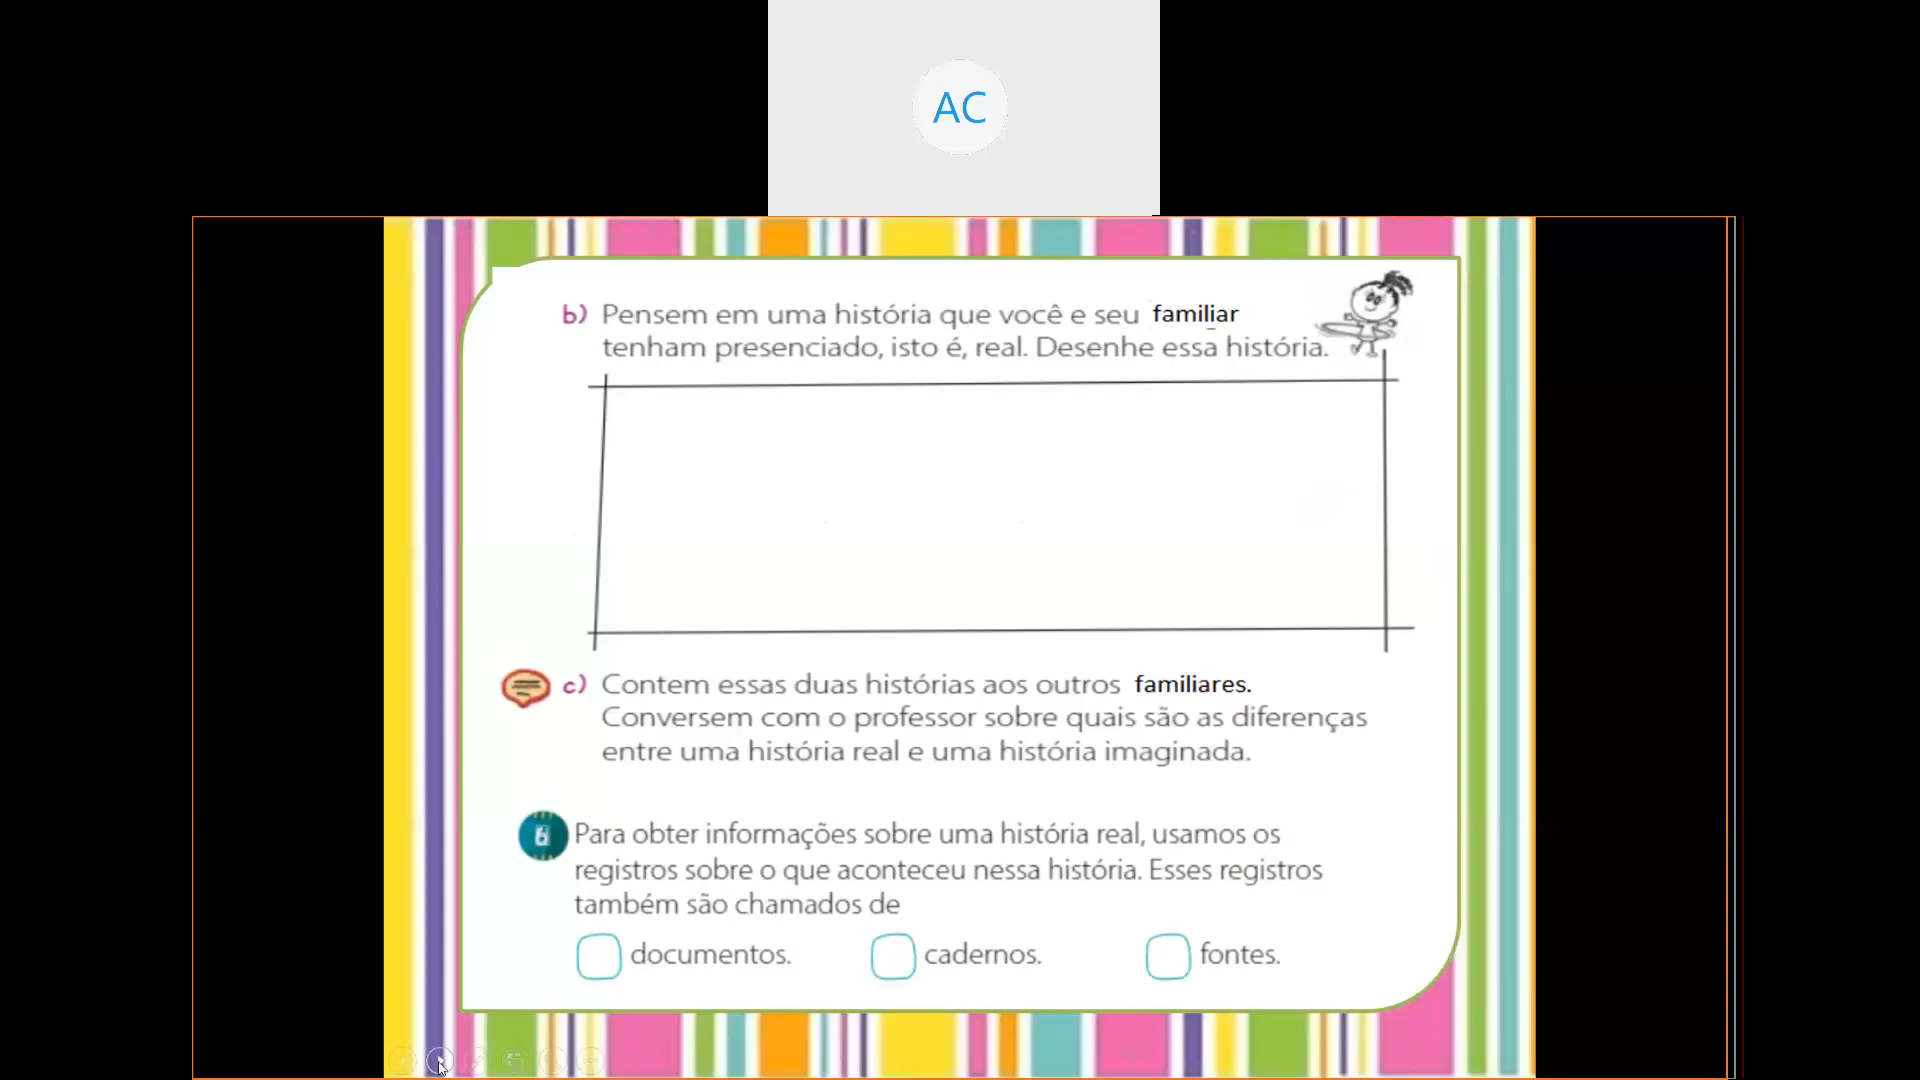 AC
b) Pensem em uma história que você e seu familiar
tenham presenciado, isto é, real. Desenhe essa história.
c) Contem essas duas histórias aos outros familiares.
Conversem com o professor sobre quais são as diferenças
entre uma história real e uma história imaginada.
6 Para obter informações sobre uma história real, usamos os
registros sobre o que aconteceu nessa história. Esses registros
também são chamados de
documentos. cadernos. fontes.